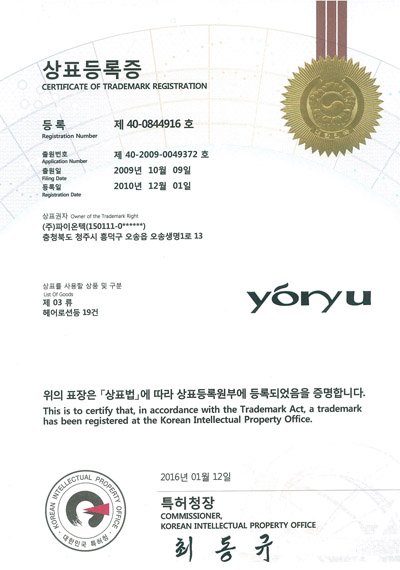 상표등록증
CERTIFICATE OF TRADEMARK REGISTRATION
등록 제 40-0844916 호
Registration Number
출원번호 제 40-2009-0049372 호
Application Number
출원일 2009년 10월 09일
Filing Date
등록일 2010년 12월 01일
Registration Date
상표권자 Owner of the Trademark Right
(주)파이온텍(150111-0******)
충청북도 청주시 흥덕구 오송읍 오송생명1로 13
상표를 사용할 상품 및 구분
List Of Goods
제 03 류
헤어로션등 19건
yóryu
위의 표장은 「상표법」에 따라 상표등록원부에 등록되었음을 증명합니다.
This is to certify that, in accordance with the Trademark Act, a trademark
has been registered at the Korean Intellectual Property Office.
2016년 01월 12일
특허청장
COMMISSIONER,
KOREAN INTELLECTUAL PROPERTY OFFICE
최동규
KOREAN INTELLECTUAL PROPERTY OFFICE
· 대한민국 특허청 ·